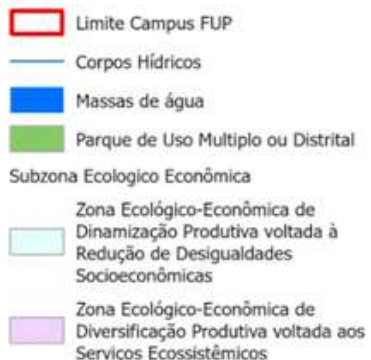 Limite Campus FUP
Corpos Hídricos
Massas de água
Parque de Uso Multiplo ou Distrital
Subzona Ecologico Econômica
Zona Ecológico-Econômica de
Dinamização Produtiva voltada à
Redução de Desigualdades
Socioeconômicas
Zona Ecológico-Econômica de
Diversificação Produtiva voltada aos
Serviços Ecossistêmicos